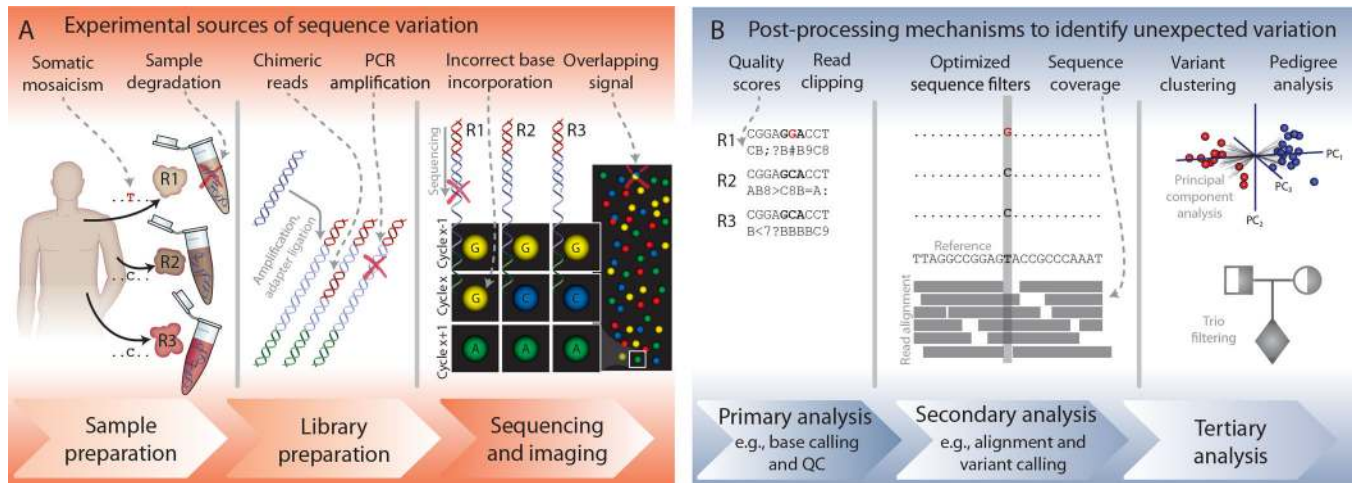 A
Experimental sources of sequence variation
Somatic
mosaicism
Sample
degradation
Chimeric
reads
PCR
amplification
Incorrect base
incorporation
Overlapping
signal
R1
..T..
R2
..C..
R3
..C..
Amplification,
adapter ligation
Sequencing
R1
R2
R3
Cycle x-1
G
G
G
Cycle x
G
C
C
Cycle x+1
A
A
A
Sample
preparation
Library
preparation
Sequencing
and imaging
B
Post-processing mechanisms to identify unexpected variation
Quality
scores
Read
clipping
Optimized
sequence filters
Sequence
coverage
Variant
clustering
Pedigree
analysis
R1
CGGAGGACCT
CB;?B#B9C8
R2
CGGAGCACCT
AB8>C8B=A:
R3
CGGAGCACCT
B<7?BBBBC9
...........G...........
...........C...........
...........C...........
Reference
TTAGGCCGGAGTACCGCCCAAAT
Read alignment
PC1
PC3
PC2
Principal
component
analysis
Trio
filtering
Primary analysis
e.g., base calling
and QC
Secondary analysis
e.g., alignment and
variant calling
Tertiary
analysis